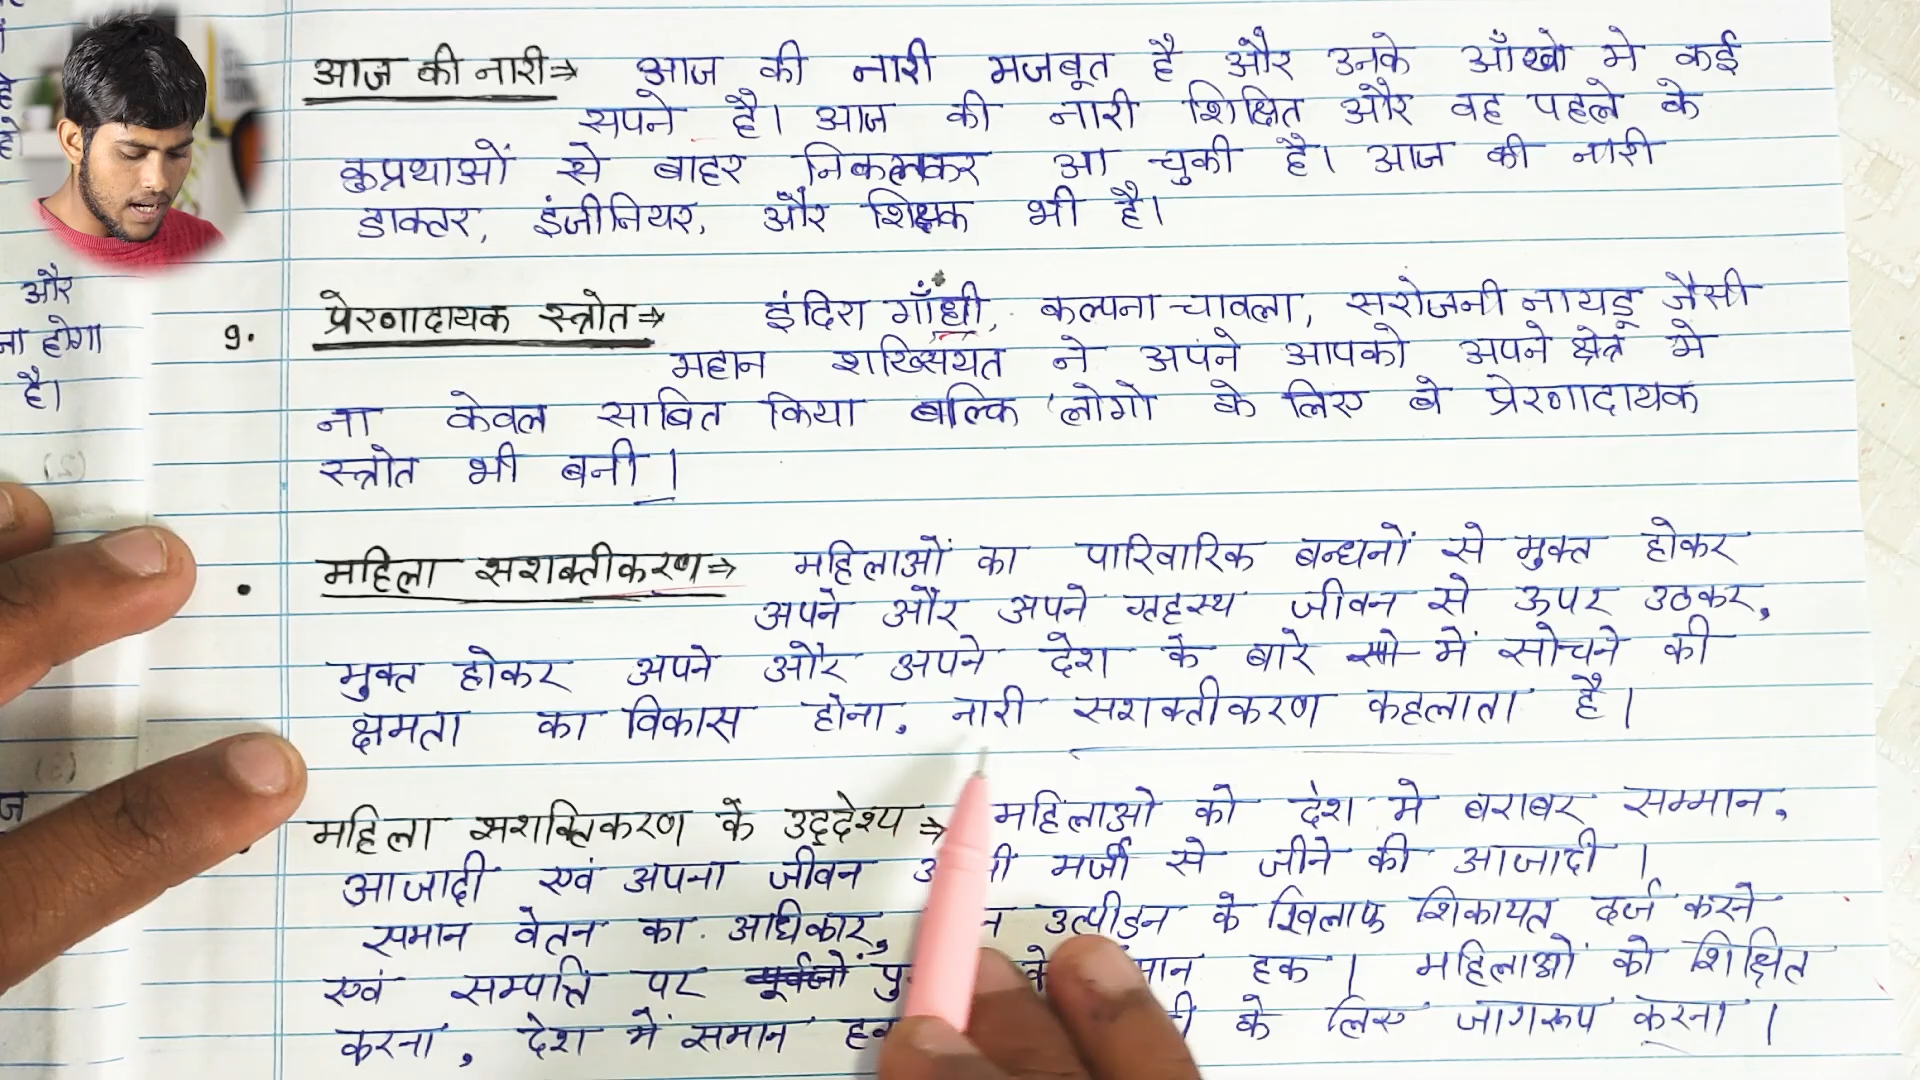 आज की नारी⇒ आज की नारी मजबूत है और उनके आँखो मे कई
सपने है। आज की नारी शिक्षित और वह पहले के
कुप्रथाओं से बाहर निकलकर आ चुकी है। आज की नारी
डाक्टर, इंजीनियर, और शिक्षक भी है।
और
ना होगा
है।
9. प्रेरणादायक स्त्रोत⇒ इंदिरा गाँधी, कल्पना चावला, सरोजनी नायडू जैसी
महान शख्सियत ने अपने आपको अपने क्षेत्र मे
ना केवल साबित किया बल्कि लोगो के लिए वे प्रेरणादायक
स्त्रोत भी बनी।
• महिला सशक्तीकरण⇒ महिलाओं का पारिवारिक बन्धनों से मुक्त होकर
अपने और अपने गृहस्थ जीवन से ऊपर उठकर,
मुक्त होकर अपने और अपने देश के बारे में सोचने की
क्षमता का विकास होना, नारी सशक्तीकरण कहलाता है।
महिला सशक्तिकरण के उद्देश्य ⇒ महिलाओ को देश मे बराबर सम्मान,
आजादी एवं अपना जीवन मर्जी से जीने की आजादी।
समान वेतन का अधिकार, उत्पीड़न के खिलाफ शिकायत दर्ज करने
एवं सम्पत्ति पर पूर्वजों के हक। महिलाओं को शिक्षित
करना, देश में समान के लिए जागरूप करना।